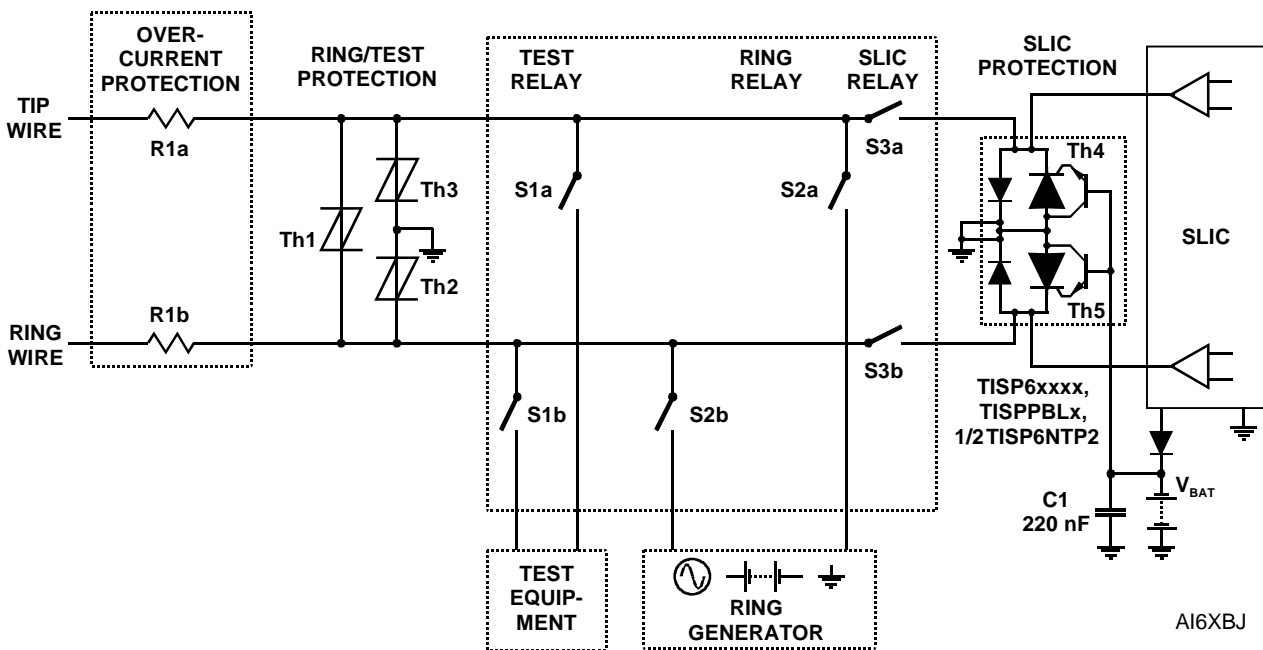 OVER-
CURRENT
PROTECTION
RING/TEST
PROTECTION
TEST
RELAY
RING
RELAY
SLIC
RELAY
SLIC
PROTECTION
TIP
WIRE
R1a
S3a
Th4
Th3
S1a
S2a
Th1
SLIC
Th2
Th5
R1b
RING
WIRE
S3b
S1b
S2b
TISP6xxxx,
TISPPBLx,
1/2TISP6NTP2
C1
220 nF
VBAT
TEST
EQUIP-
MENT
RING
GENERATOR
AI6XBJ